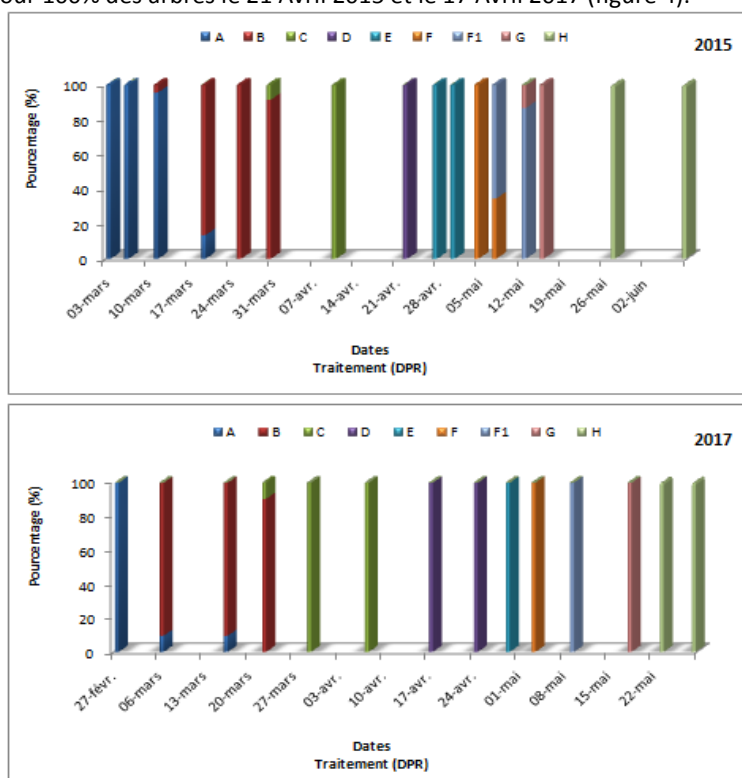 our 100% des arbres le 21 Avril 2015 et le 17 Avril 2017 (figure 4).
A B C D E F F1 G H
2015
Pourcentage (%)
100
80
60
40
20
0
03-mars 10-mars 17-mars 24-mars 31-mars 07-avr. 14-avr. 21-avr. 28-avr. 05-mai 12-mai 19-mai 26-mai 02-juin
Dates
Traitement (DPR)
A B C D E F F1 G H
2017
Pourcentage (%)
100
80
60
40
20
0
27-févr. 06-mars 13-mars 20-mars 27-mars 03-avr. 10-avr. 17-avr. 24-avr. 01-mai 08-mai 15-mai 22-mai
Dates
Traitement (DPR)